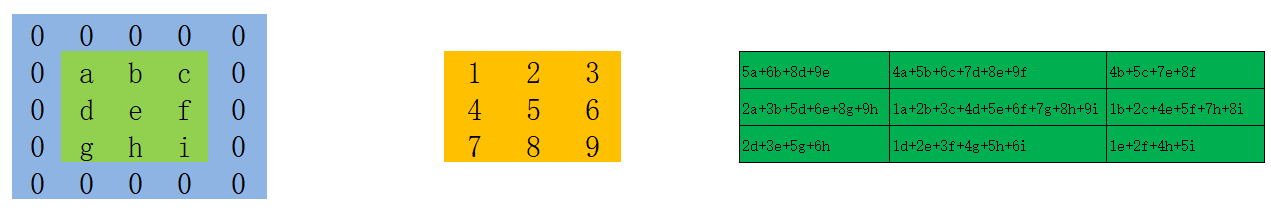 0 0 0 0 0
0 a b c 0
0 d e f 0
0 g h i 0
0 0 0 0 0
1 2 3
4 5 6
7 8 9
5a+6b+8d+9e 4a+5b+6c+7d+8e+9f 4b+5c+7e+8f
2a+3b+5d+6e+8g+9h 1a+2b+3c+4d+5e+6f+7g+8h+9i 1b+2c+4e+5f+7h+8i
2d+3e+5g+6h 1d+2e+3f+4g+5h+6i 1e+2f+4h+5i